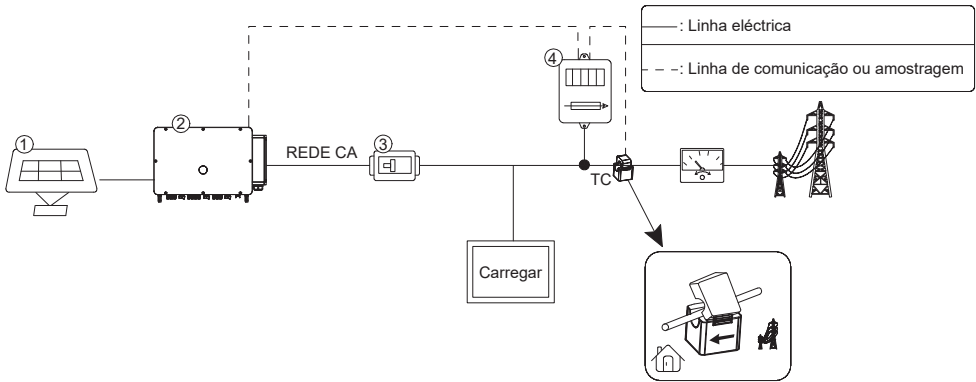 : Linha eléctrica
: Linha de comunicação ou amostragem
4
1
2
3
REDE CA
TC
Carregar